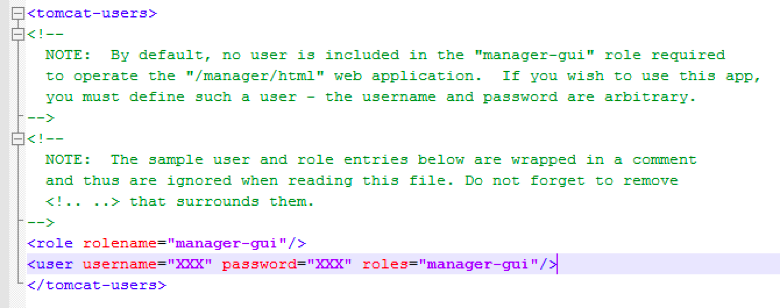 <tomcat-users>
<!--
NOTE:  By default, no user is included in the "manager-gui" role required
to operate the "/manager/html" web application.  If you wish to use this app,
you must define such a user - the username and password are arbitrary.
-->
<!--
NOTE:  The sample user and role entries below are wrapped in a comment
and thus are ignored when reading this file. Do not forget to remove
<!.. ..> that surrounds them.
-->
<role rolename="manager-gui"/>
<user username="XXX" password="XXX" roles="manager-gui"/>
</tomcat-users>